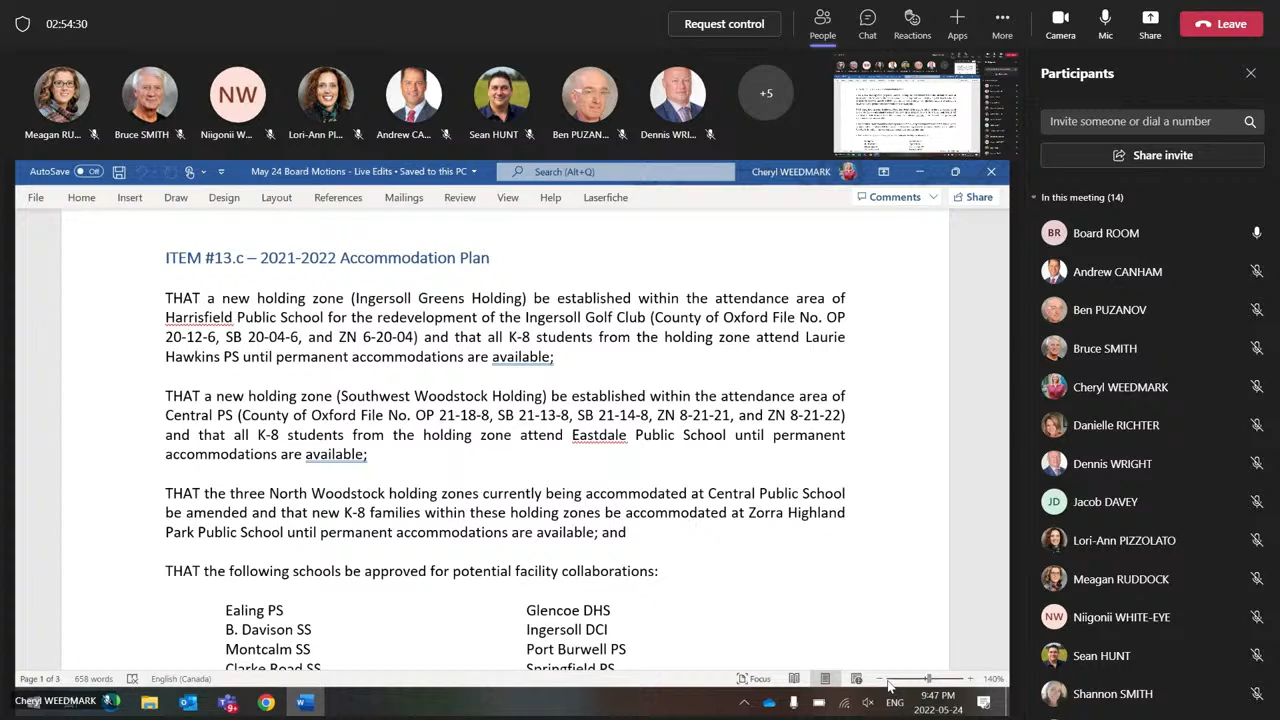 02:54:30
Request control
People
Chat
Reactions
Apps
More
Camera
Mic
Share
Leave
Meagan RU...
Bruce SMITH
NW
Lori-Ann PI...
Andrew CA...
Sean HUNT
Ben PUZAN...
WRI...
+5
Participants
Invite someone or dial a number
Share invite
In this meeting (14)
BR Board ROOM
Andrew CANHAM
Ben PUZANOV
Bruce SMITH
Cheryl WEEDMARK
Danielle RICHTER
Dennis WRIGHT
JD Jacob DAVEY
Lori-Ann PIZZOLATO
Meagan RUDDOCK
NW Niigonii WHITE-EYE
Sean HUNT
Shannon SMITH
AutoSave Off
May 24 Board Motions - Live Edits • Saved to this PC
Search (Alt+Q)
Cheryl WEEDMARK
File Home Insert Draw Design Layout References Mailings Review View Help Laserfiche
Comments Share
ITEM #13.c – 2021-2022 Accommodation Plan
THAT a new holding zone (Ingersoll Greens Holding) be established within the attendance area of
Harrisfield Public School for the redevelopment of the Ingersoll Golf Club (County of Oxford File No. OP
20-12-6, SB 20-04-6, and ZN 6-20-04) and that all K-8 students from the holding zone attend Laurie
Hawkins PS until permanent accommodations are available;
THAT a new holding zone (Southwest Woodstock Holding) be established within the attendance area of
Central PS (County of Oxford File No. OP 21-18-8, SB 21-13-8, SB 21-14-8, ZN 8-21-21, and ZN 8-21-22)
and that all K-8 students from the holding zone attend Eastdale Public School until permanent
accommodations are available;
THAT the three North Woodstock holding zones currently being accommodated at Central Public School
be amended and that new K-8 families within these holding zones be accommodated at Zorra Highland
Park Public School until permanent accommodations are available; and
THAT the following schools be approved for potential facility collaborations:
Ealing PS Glencoe DHS
B. Davison SS Ingersoll DCI
Montcalm SS Port Burwell PS
Clarke Road SS Springfield PS
Page 1 of 3 658 words English (Canada)
Focus
140%
Cheryl WEEDMARK
ENG
9:47 PM
2022-05-24